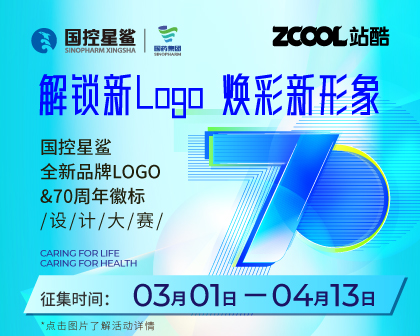 国控星鲨
SINOPHARM XINGSHA
国药集团
SINOPHARM
ZCOOL站酷
解锁新Logo 焕彩新形象
国控星鲨
全新品牌LOGO
&70周年徽标
/设/计/大/赛/
70
CARING FOR LIFE
CARING FOR HEALTH
征集时间： 03月01日 — 04月13日
*点击图片了解活动详情